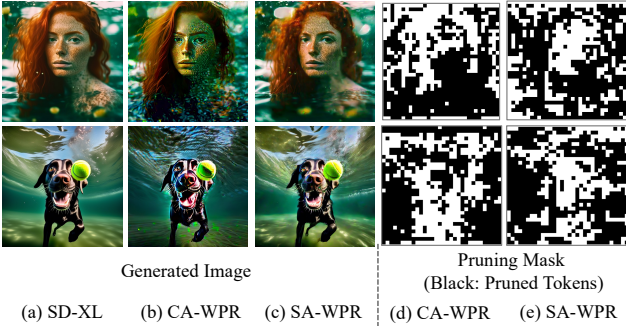 Generated Image
Pruning Mask
(Black: Pruned Tokens)
(a) SD-XL (b) CA-WPR (c) SA-WPR (d) CA-WPR (e) SA-WPR